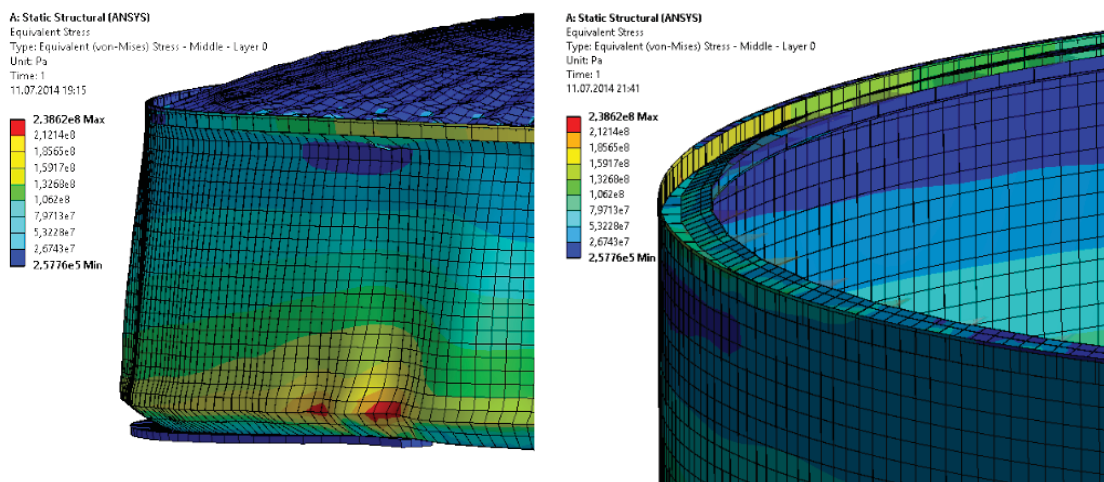 A: Static Structural (ANSYS)
Equivalent Stress
Type: Equivalent (von-Mises) Stress - Middle - Layer 0
Unit: Pa
Time: 1
11.07.2014 19:15
2.3862e8 Max
2,1214e8
1,8565e8
1,5917e8
1,3268e8
1,062e8
7,9713e7
5,3228e7
2,6743e7
2.5776e5 Min
A: Static Structural (ANSYS)
Equivalent Stress
Type: Equivalent (von-Mises) Stress - Middle - Layer 0
Unit: Pa
Time: 1
11.07.2014 21:41
2.3862e8 Max
2,1214e8
1,8565e8
1,5917e8
1,3268e8
1,062e8
7,9713e7
5,3228e7
2,6743e7
2.5776e5 Min